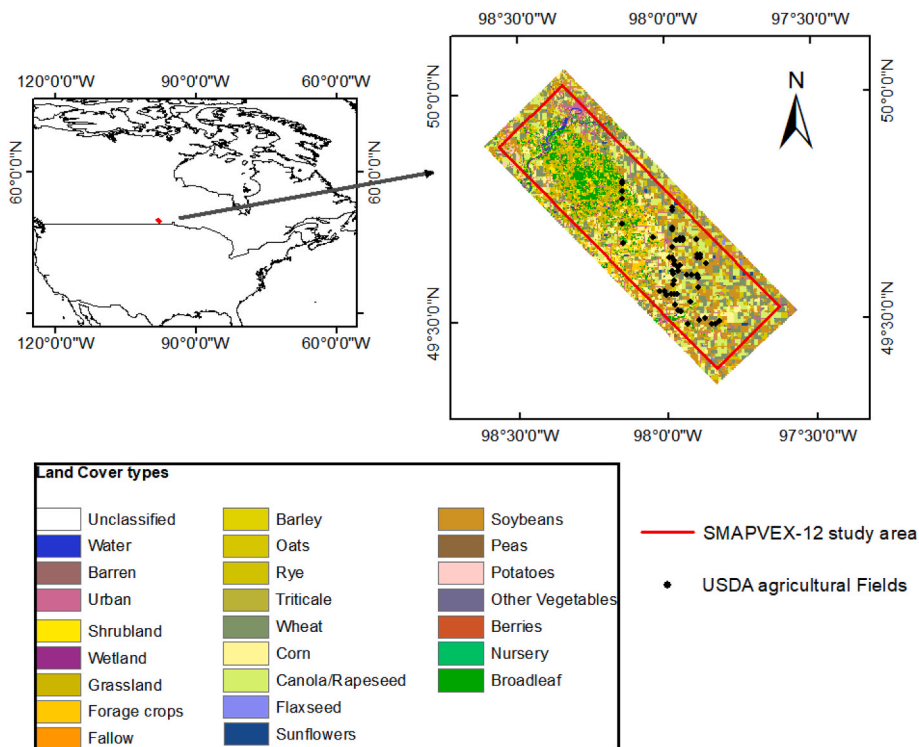 98°30'0"W 98°0'0"W 97°30'0"W
120°0'0"W 90°0'0"W 60°0'0"W
60°0'0"N
60°0'0"N
120°0'0"W 90°0'0"W 60°0'0"W
50°0'0"N
49°30'0"N
N
50°0'0"N
49°30'0"N
98°30'0"W 98°0'0"W 97°30'0"W
Land Cover types
Unclassified
Water
Barren
Urban
Shrubland
Wetland
Grassland
Forage crops
Fallow
Barley
Oats
Rye
Triticale
Wheat
Corn
Canola/Rapeseed
Flaxseed
Sunflowers
Soybeans
Peas
Potatoes
Other Vegetables
Berries
Nursery
Broadleaf
SMAPVEX-12 study area
USDA agricultural Fields